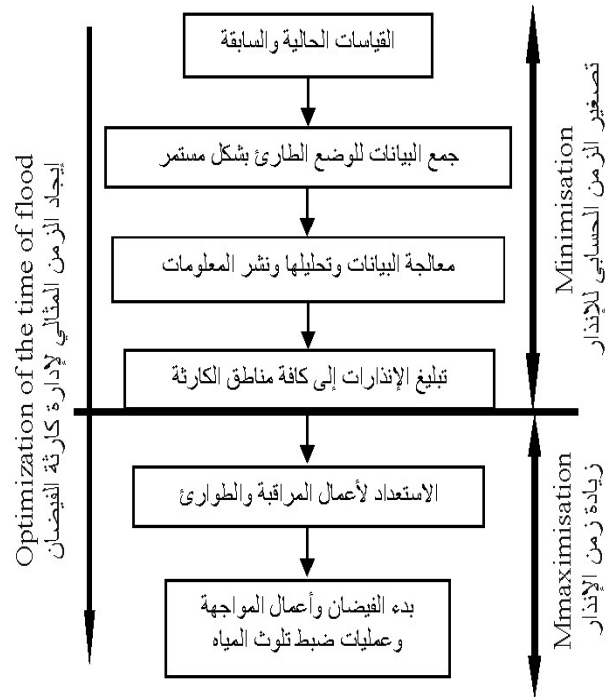 القياسات الحالية والسابقة
جمع البيانات للوضع الطارئ بشكل مستمر
معالجة البيانات وتحليلها ونشر المعلومات
تبليغ الإنذارات إلى كافة مناطق الكارثة
الاستعداد لأعمال المراقبة والطوارئ
بدء الفيضان وأعمال المواجهة
وعمليات ضبط تلوث المياه
Optimization of the time of flood
إيجاد الزمن المثالي لإدارة كارثة الفيضان
Minimisation
تصغير الزمن الحسابي للإنذار
Mmaximisation
زيادة زمن الإنذار